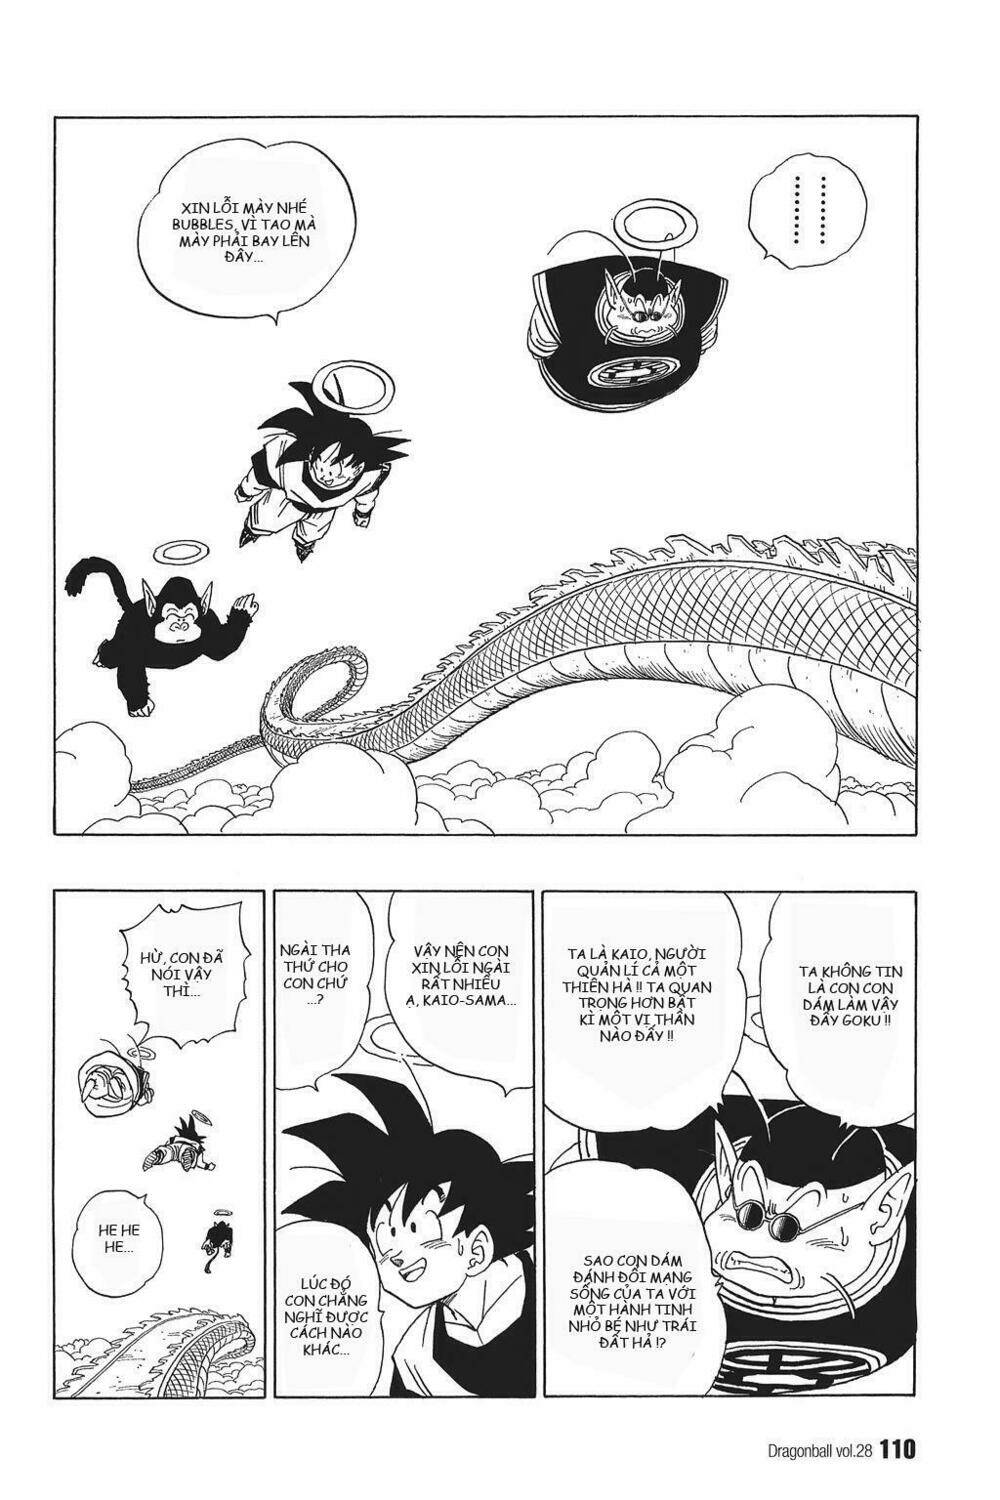 XIN LỖI MÀY NHÉ
BUBBLES, VÌ TAO MÀ
MÀY PHẢI BAY LÊN
ĐÂY...
TA KHÔNG TIN
LÀ CON CON
DÁM LÀM VẬY
ĐẤY GOKU !!
TA LÀ KAIO, NGƯỜI
QUẢN LÍ CẢ MỘT
THIÊN HÀ !! TA QUAN
TRỌNG HƠN BẤT
KÌ MỘT VỊ THẦN
NÀO ĐẤY !!
SAO CON DÁM
ĐÁNH ĐỔI MẠNG
SỐNG CỦA TA VỚI
MỘT HÀNH TINH
NHỎ BÉ NHƯ TRÁI
ĐẤT HẢ !?
VẬY NÊN CON
XIN LỖI NGÀI
RẤT NHIỀU
Ạ, KAIO-SAMA...
NGÀI THA
THỨ CHO
CON CHỨ
...?
LÚC ĐÓ
CON CHẲNG
NGHĨ ĐƯỢC
CÁCH NÀO
KHÁC...
HỪ, CON ĐÃ
NÓI VẬY
THÌ...
HE HE
HE...
Dragonball vol.28 110